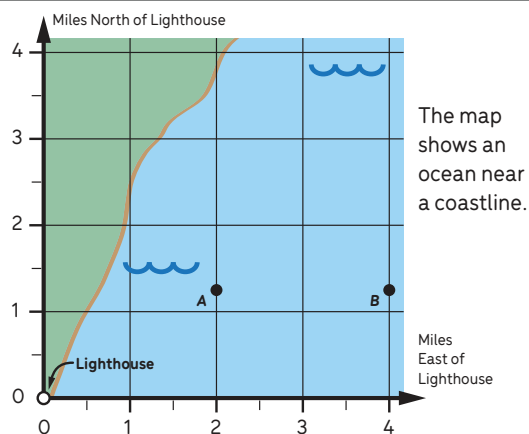 Miles North of Lighthouse
4
3
2
1
0
A
B
Lighthouse
0
1
2
3
4
Miles
East of
Lighthouse
The map
shows an
ocean near
a coastline.